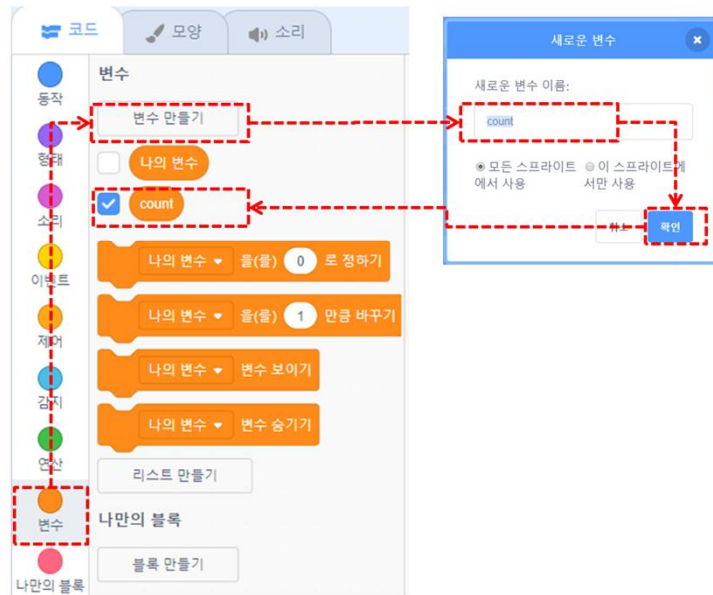 코드
모양
소리
동작
형태
소리
이벤트
제어
감지
연산
변수
나만의 블록
변수
변수 만들기
나의 변수
count
나의 변수 을(를) 0 로 정하기
나의 변수 을(를) 1 만큼 바꾸기
나의 변수 변수 보이기
나의 변수 변수 숨기기
리스트 만들기
나만의 블록
블록 만들기
새로운 변수
새로운 변수 이름:
count
모든 스프라이트
에서 사용
이 스프라이트에
서만 사용
취소
확인